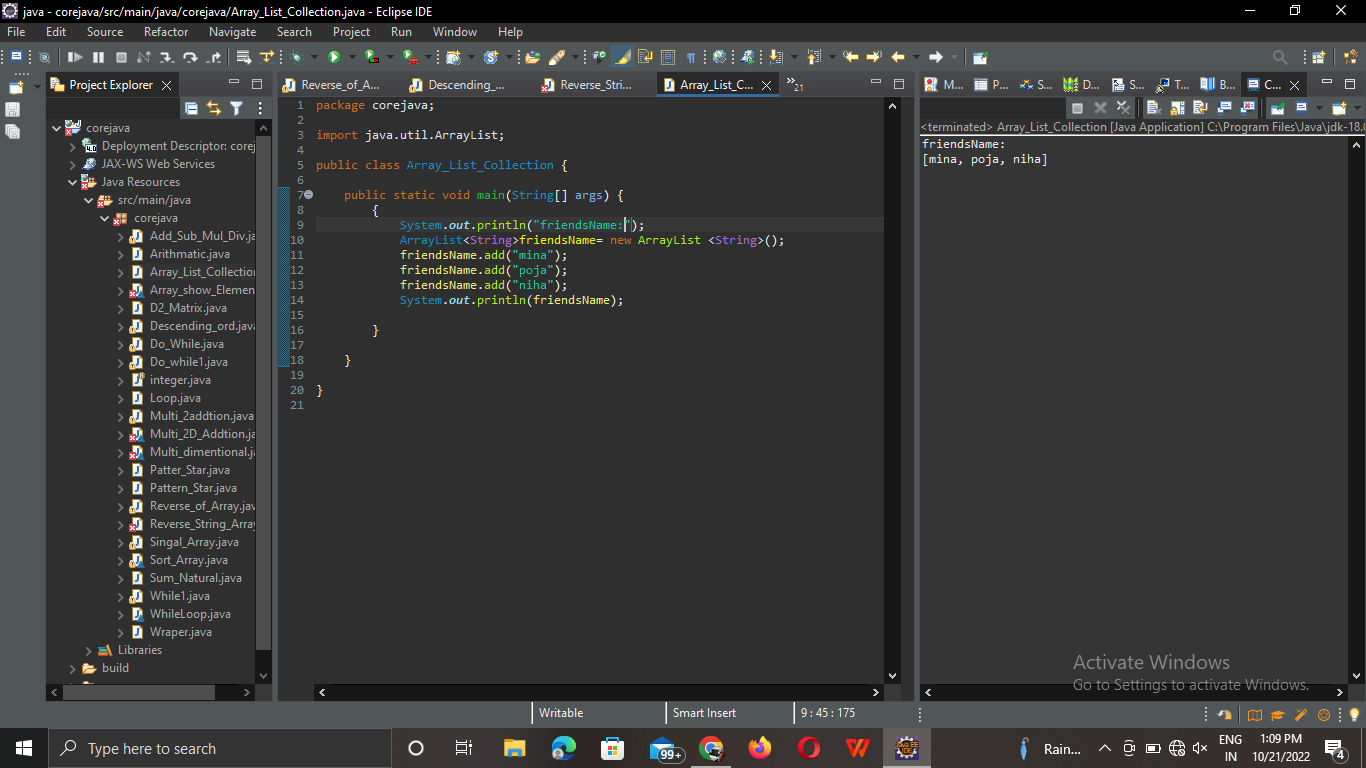 java - corejava/src/main/java/corejava/Array_List_Collection.java - Eclipse IDE
File Edit Source Refactor Navigate Search Project Run Window Help
Project Explorer
Reverse_of_A...
Descending_...
Reverse_Stri...
Array_List_C...
»21
M...
P...
S...
D...
S...
T...
B...
C...
corejava
Deployment Descriptor: corej
JAX-WS Web Services
Java Resources
src/main/java
corejava
Add_Sub_Mul_Div.ja
Arithmatic.java
Array_List_Collection
Array_show_Elemen
D2_Matrix.java
Descending_ord.java
Do_While.java
Do_while1.java
integer.java
Loop.java
Multi_2addtion.java
Multi_2D_Addtion.ja
Multi_dimentional.ja
Patter_Star.java
Pattern_Star.java
Reverse_of_Array.jav
Reverse_String_Array
Singal_Array.java
Sort_Array.java
Sum_Natural.java
While1.java
WhileLoop.java
Wraper.java
Libraries
build
1 package corejava;
2
3 import java.util.ArrayList;
4
5 public class Array_List_Collection {
6
7 public static void main(String[] args) {
8 {
9 System.out.println("friendsName:");
10 ArrayList<String>friendsName= new ArrayList <String>();
11 friendsName.add("mina");
12 friendsName.add("poja");
13 friendsName.add("niha");
14 System.out.println(friendsName);
15
16 }
17
18 }
19
20 }
21
<terminated> Array_List_Collection [Java Application] C:\Program Files\Java\jdk-18.0
friendsName:
[mina, poja, niha]
Activate Windows
Go to Settings to activate Windows.
Writable
Smart Insert
9 : 45 : 175
Type here to search
99+
JAVA EE
IDE
Rain...
ENG
IN
1:09 PM
10/21/2022
4